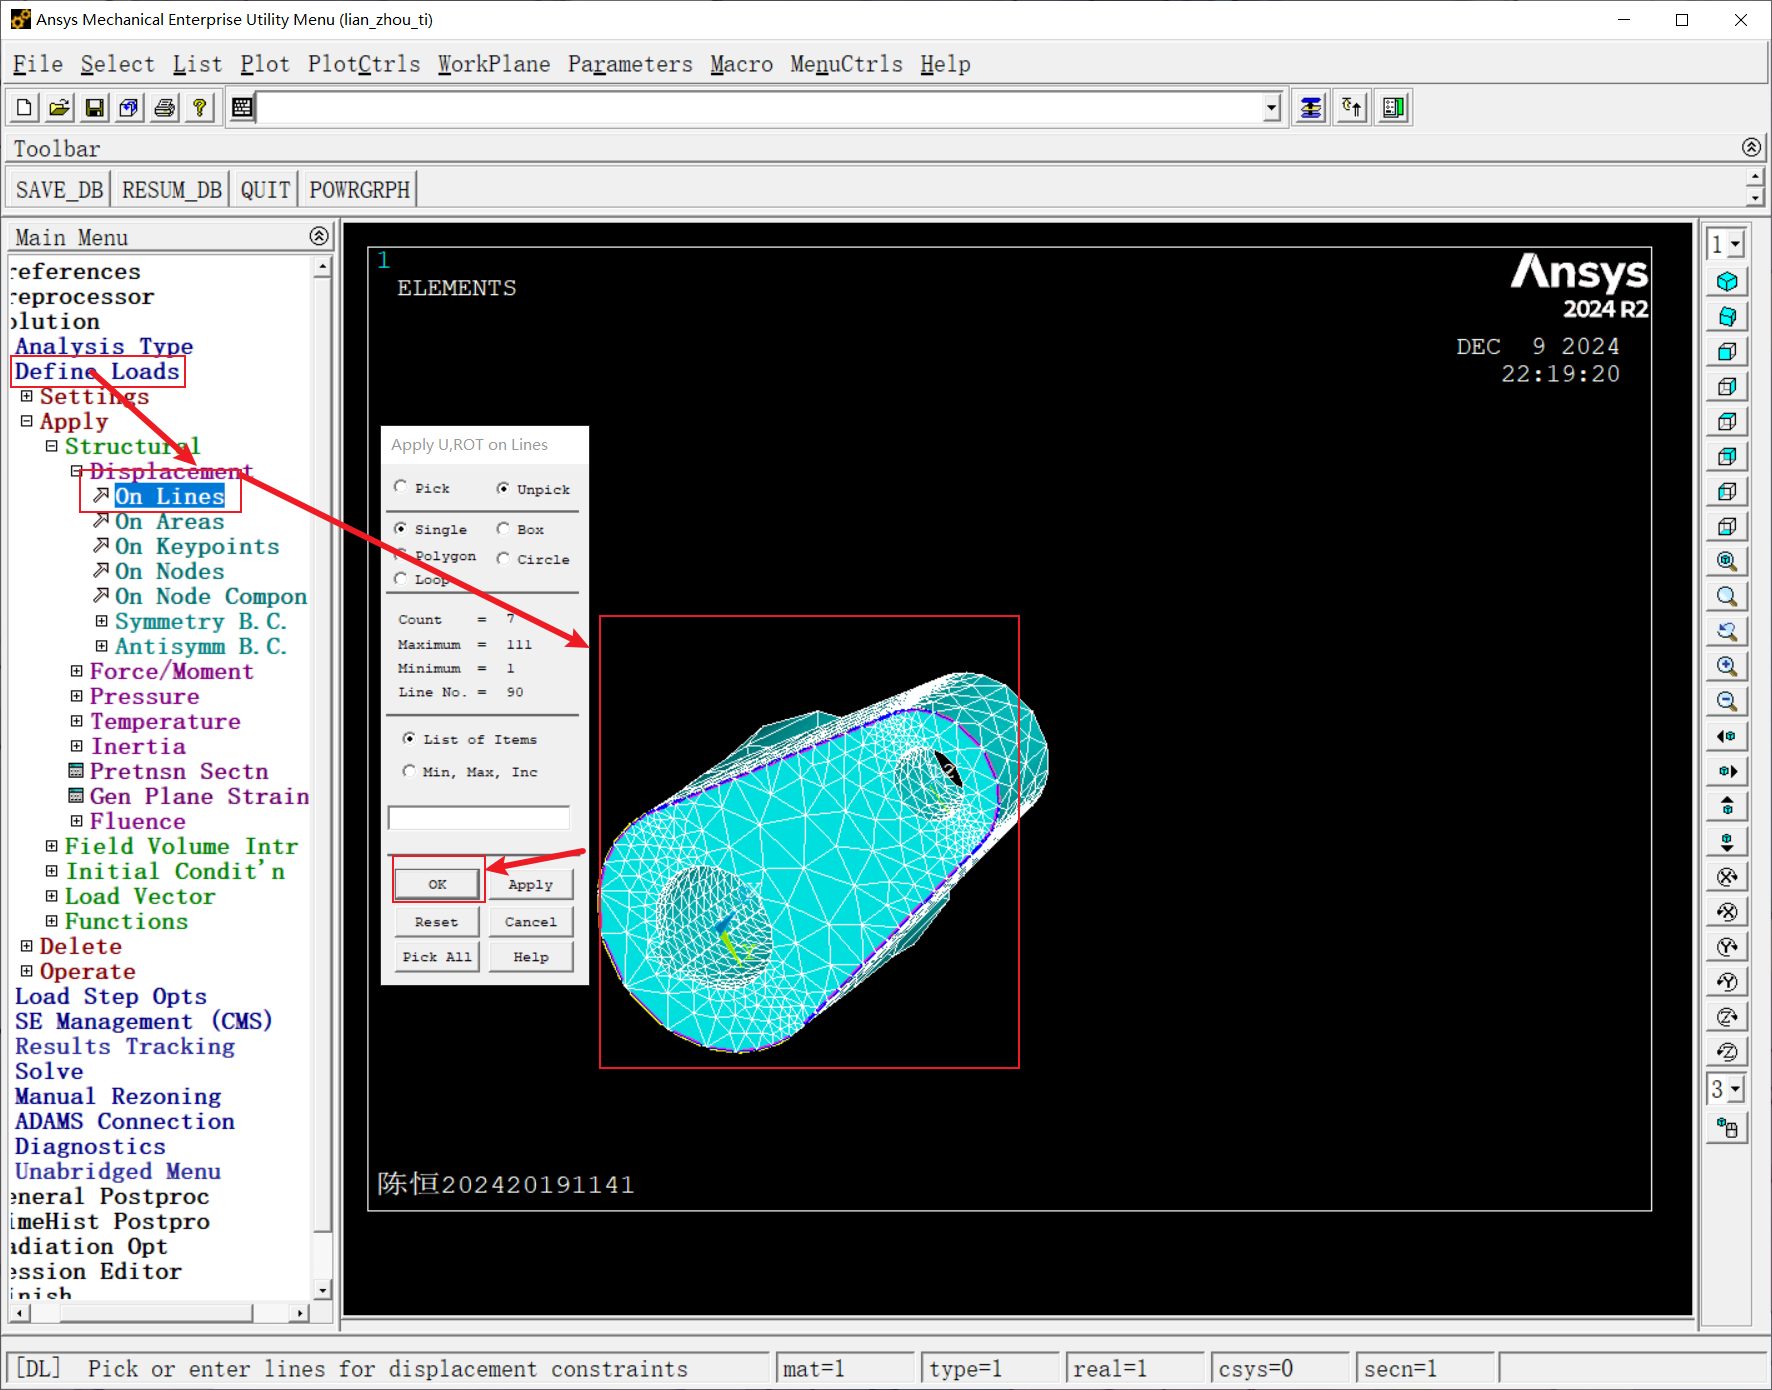 Ansys Mechanical Enterprise Utility Menu (lian_zhou_ti)
File Select List Plot PlotCtrls WorkPlane Parameters Macro MenuCtrls Help
Toolbar
SAVE_DB RESUM_DB QUIT POWRGRPH
Main Menu
references
reprocessor
olution
Analysis Type
Define Loads
Settings
Apply
Structural
Displacement
On Lines
On Areas
On Keypoints
On Nodes
On Node Compon
Symmetry B.C.
Antisymm B.C.
Force/Moment
Pressure
Temperature
Inertia
Pretnsn Sectn
Gen Plane Strain
Fluence
Field Volume Intr
Initial Condit'n
Load Vector
Functions
Delete
Operate
Load Step Opts
SE Management (CMS)
Results Tracking
Solve
Manual Rezoning
ADAMS Connection
Diagnostics
Unabridged Menu
eneral Postproc
imeHist Postpro
adiation Opt
ession Editor
inish
1
ELEMENTS
Ansys
2024 R2
DEC 9 2024
22:19:20
Apply U,ROT on Lines
Pick Unpick
Single Box
Polygon Circle
Loop
Count = 7
Maximum = 111
Minimum = 1
Line No. = 90
List of Items
Min, Max, Inc
OK Apply
Reset Cancel
Pick All Help
Z
陈恒202420191141
1
3
[DL] Pick or enter lines for displacement constraints
mat=1
type=1
real=1
csys=0
secn=1